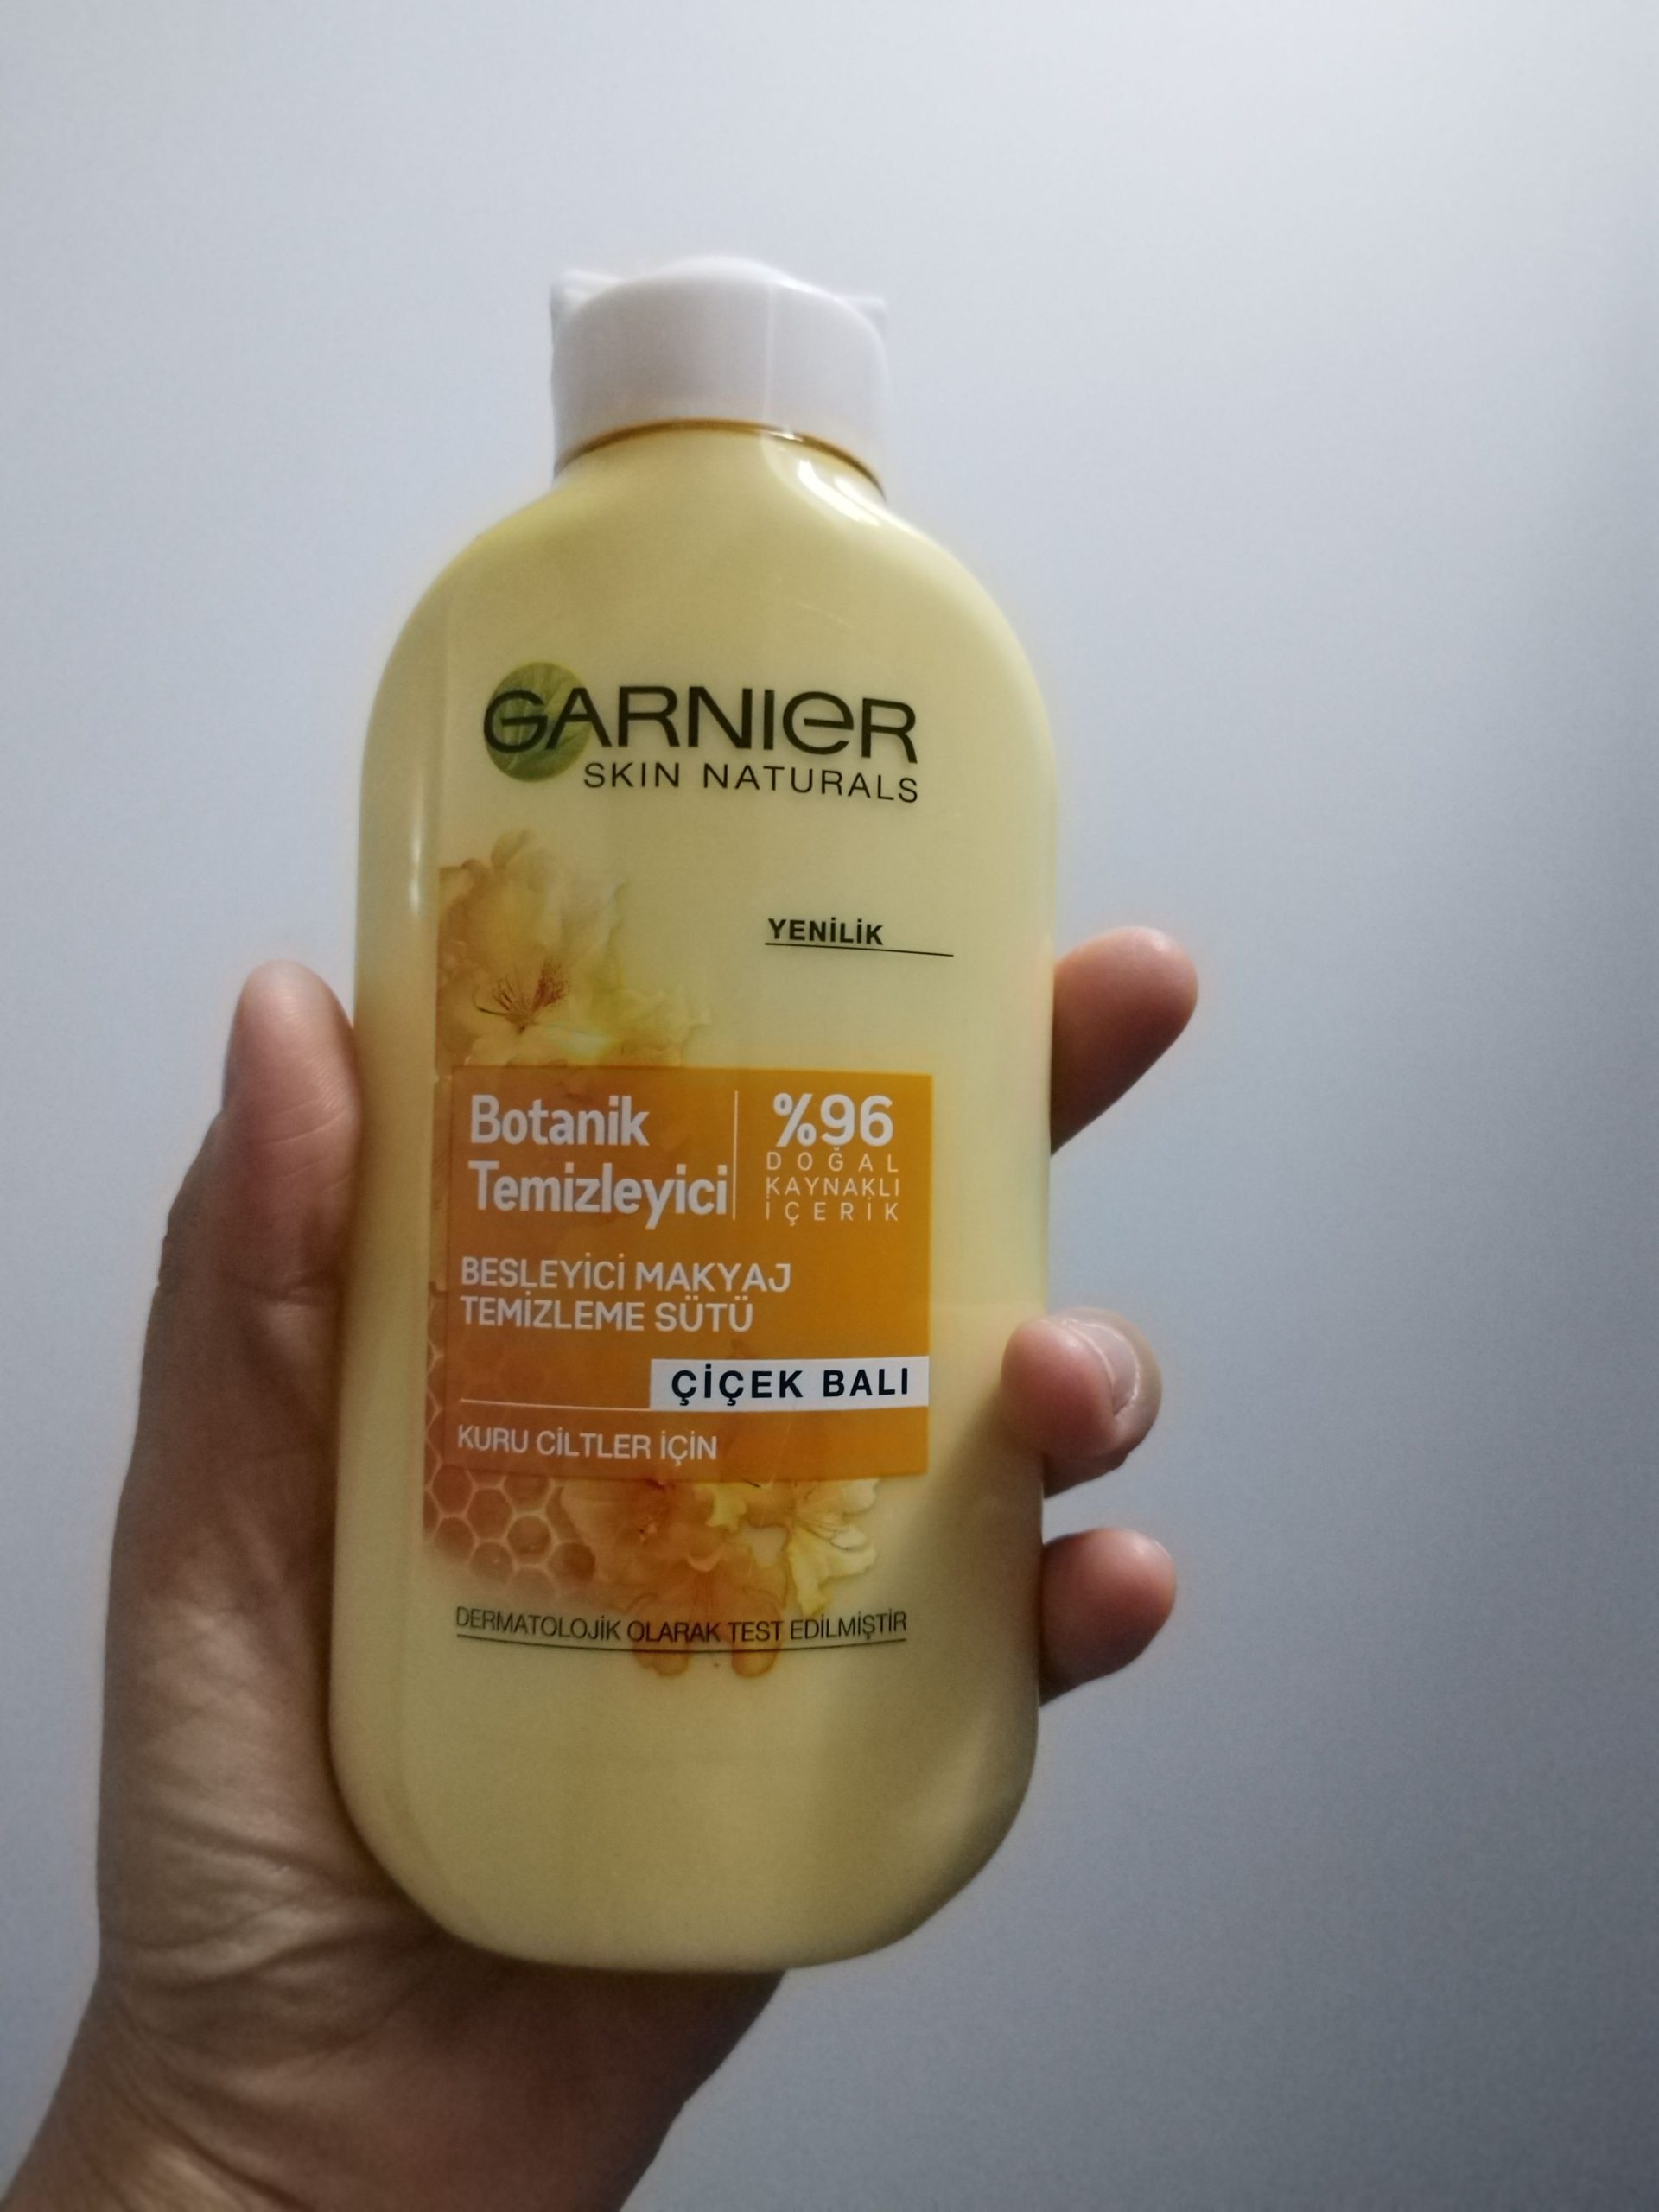 GARNIER
SKIN NATURALS
YENİLİK
Botanik
Temizleyici
%96
DOĞAL
KAYNAKLI
İÇERİK
BESLEYİCİ MAKYAJ
TEMİZLEME SÜTÜ
ÇİÇEK BALI
KURU CİLTLER İÇİN
DERMATOLOJİK OLARAK TEST EDİLMİŞTİR